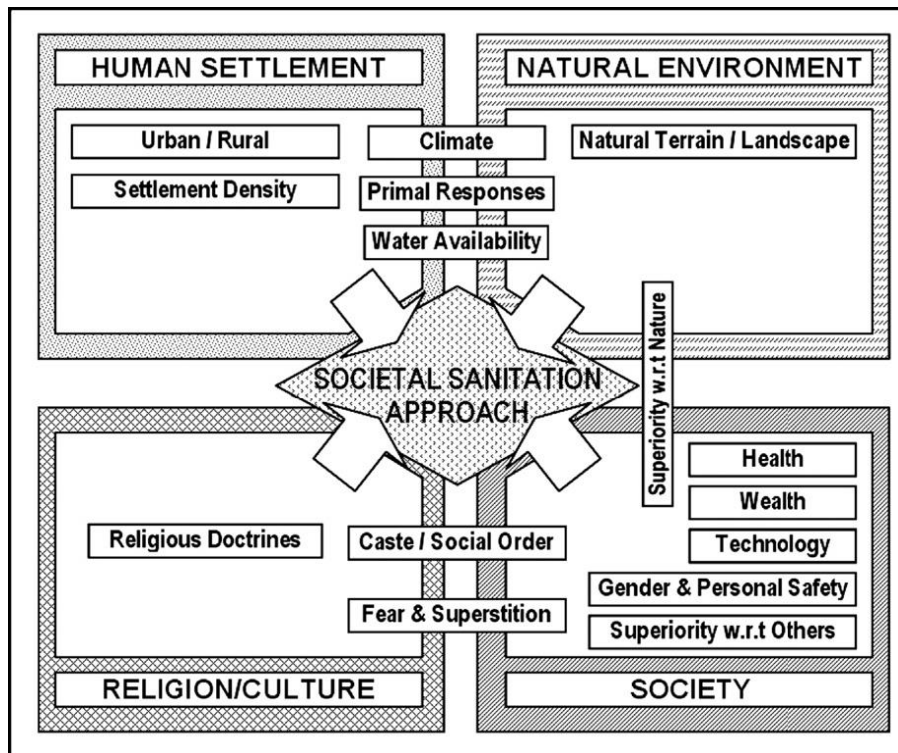 HUMAN SETTLEMENT
NATURAL ENVIRONMENT
Urban / Rural
Settlement Density
Climate
Primal Responses
Water Availability
Natural Terrain / Landscape
Superiority w.r.t Nature
SOCIETAL SANITATION
APPROACH
Religious Doctrines
Caste / Social Order
Fear & Superstition
Health
Wealth
Technology
Gender & Personal Safety
Superiority w.r.t Others
RELIGION/CULTURE
SOCIETY